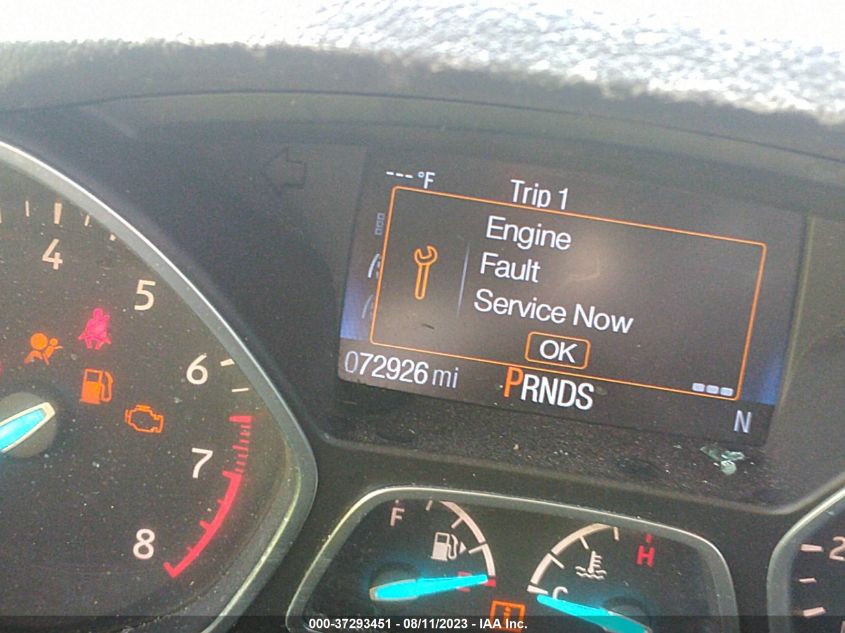 ---°F
Trip 1
Engine
Fault
Service Now
OK
072926 mi
PRNDS
N
4
5
6
7
8
F
E
H
C
2
000-37293451 - 08/11/2023 - IAA Inc.